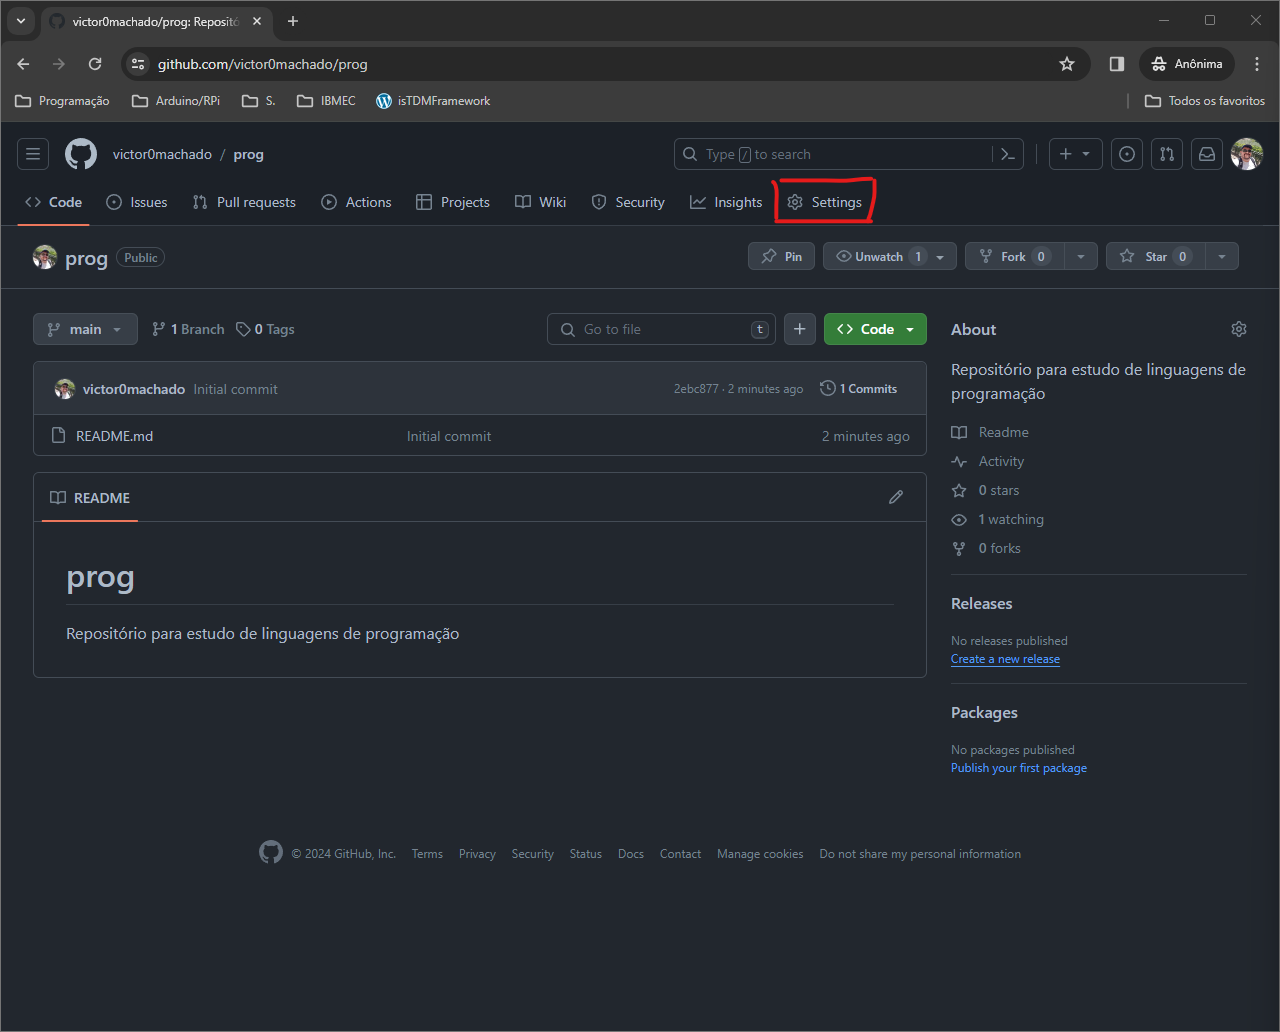 victor0machado/prog: Repositó
github.com/victor0machado/prog
Anônima
Programação Arduino/RPi S. IBMEC isTDMFramework Todos os favoritos
victor0machado / prog Type / to search
Code Issues Pull requests Actions Projects Wiki Security Insights Settings
prog Public Pin Unwatch 1 Fork 0 Star 0
main 1 Branch 0 Tags Go to file t Code
About
Repositório para estudo de linguagens de
programação
victor0machado Initial commit 2ebc877 · 2 minutes ago 1 Commits
README.md Initial commit 2 minutes ago
Readme
Activity
0 stars
1 watching
0 forks
README
prog
Repositório para estudo de linguagens de programação
Releases
No releases published
Create a new release
Packages
No packages published
Publish your first package
© 2024 GitHub, Inc. Terms Privacy Security Status Docs Contact Manage cookies Do not share my personal information